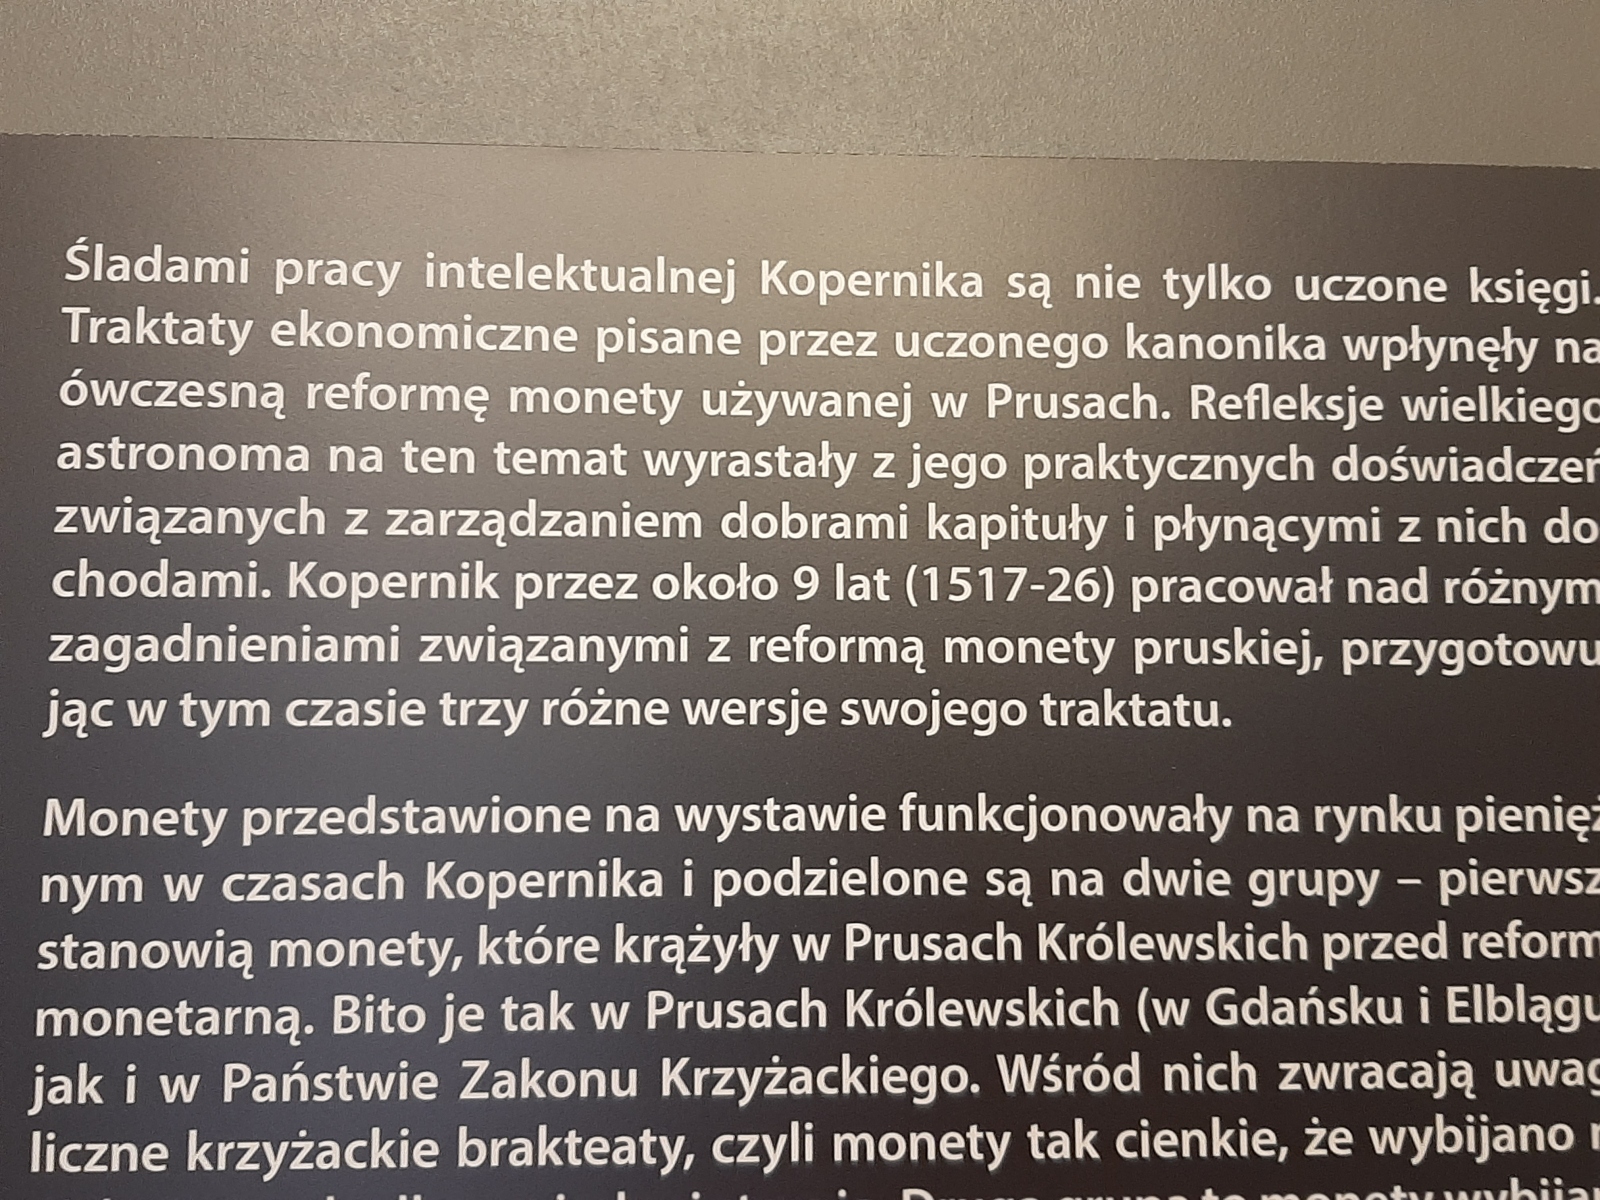 Śladami pracy intelektualnej Kopernika są nie tylko uczone księgi.
Traktaty ekonomiczne pisane przez uczonego kanonika wpłynęły na
ówczesną reformę monety używanej w Prusach. Refleksje wielkiego
astronoma na ten temat wyrastały z jego praktycznych doświadczeń
związanych z zarządzaniem dobrami kapituły i płynącymi z nich do
chodami. Kopernik przez około 9 lat (1517-26) pracował nad różnym
zagadnieniami związanymi z reformą monety pruskiej, przygotowu
jąc w tym czasie trzy różne wersje swojego traktatu.
Monety przedstawione na wystawie funkcjonowały na rynku pienięż
nym w czasach Kopernika i podzielone są na dwie grupy – pierwsz
stanowią monety, które krążyły w Prusach Królewskich przed reform
monetarną. Bito je tak w Prusach Królewskich (w Gdańsku i Elblągu
jak i w Państwie Zakonu Krzyżackiego. Wśród nich zwracają uwag
liczne krzyżackie brakteaty, czyli monety tak cienkie, że wybijano
Druga grupa to monety wybijan